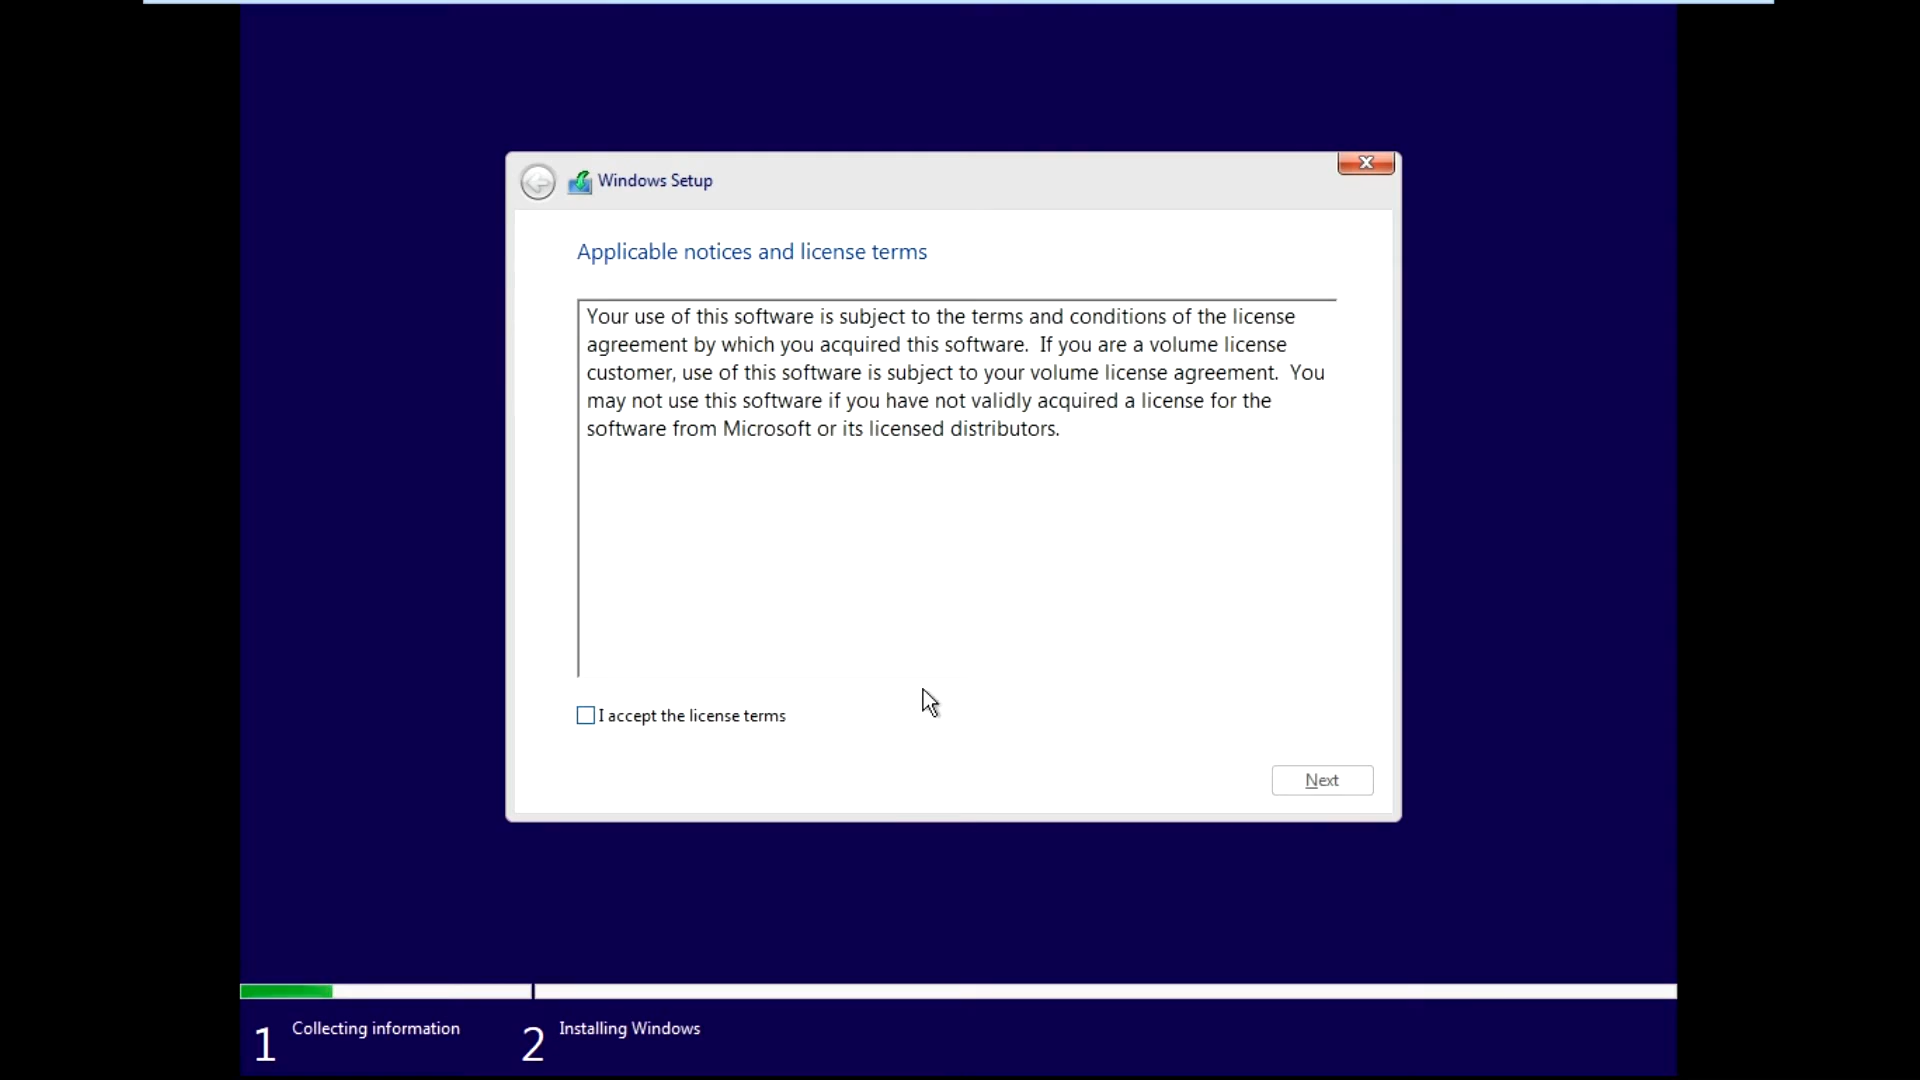 Windows Setup
Applicable notices and license terms
Your use of this software is subject to the terms and conditions of the license
agreement by which you acquired this software.  If you are a volume license
customer, use of this software is subject to your volume license agreement.  You
may not use this software if you have not validly acquired a license for the
software from Microsoft or its licensed distributors.
I accept the license terms
Next
1 Collecting information
2 Installing Windows